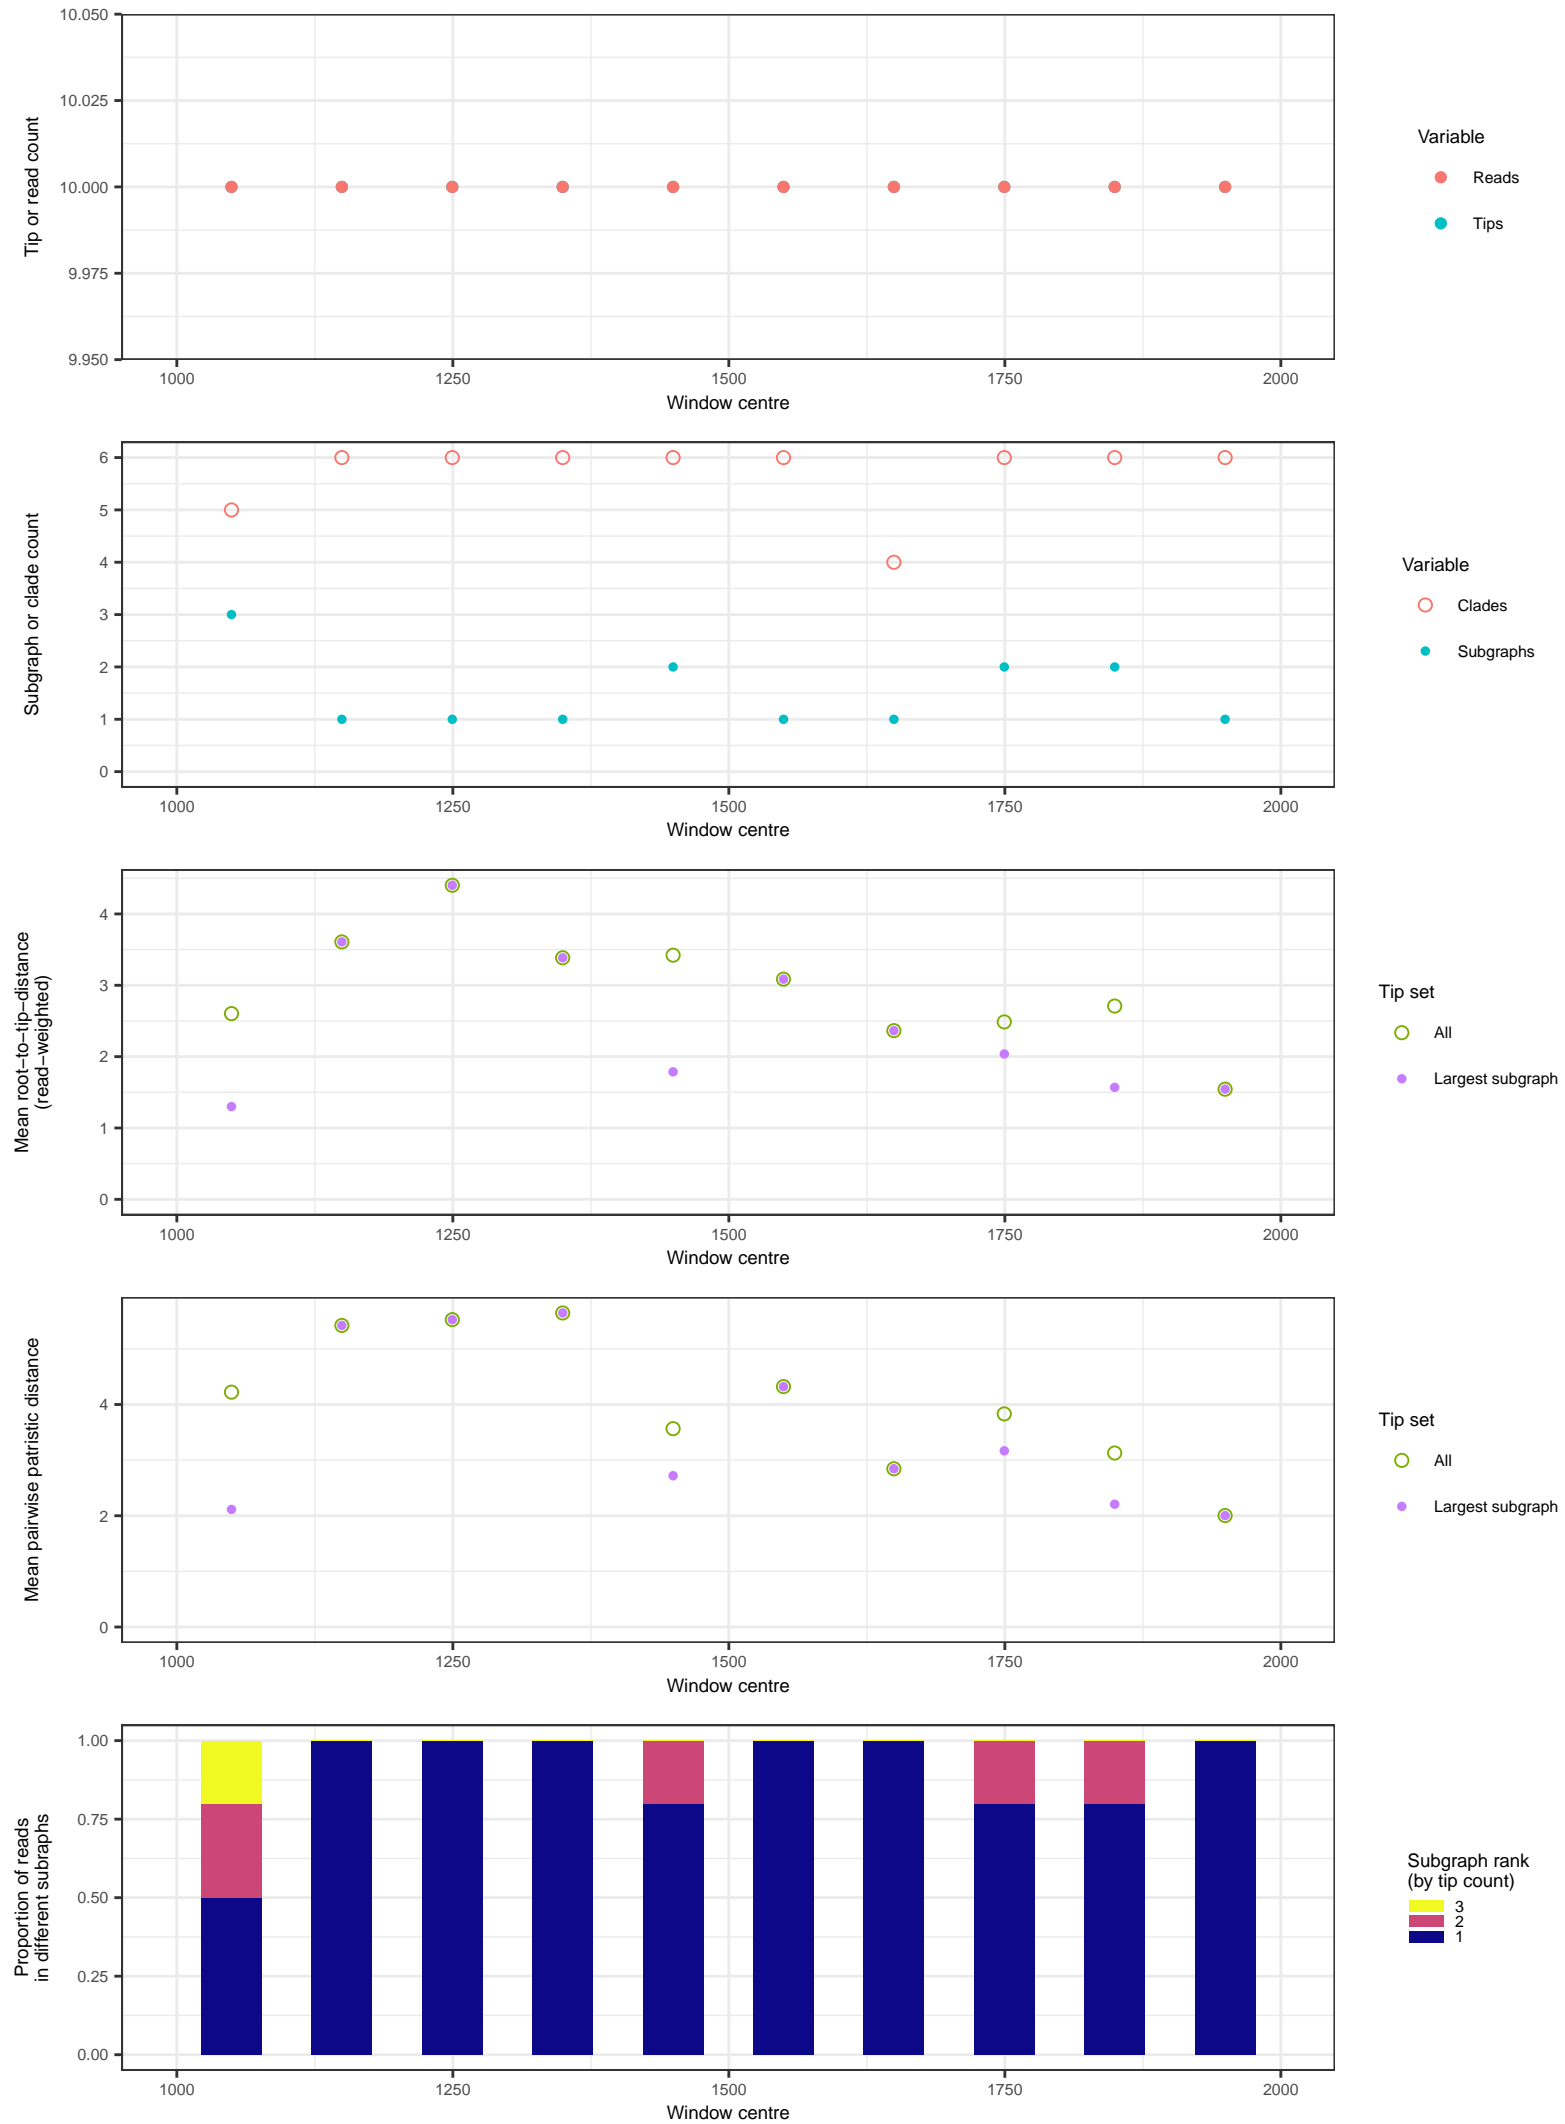 10.050
10.025
10.000
9.975
9.950
Tip or read count
1000 1250 1500 1750 2000
Window centre
Variable
Reads
Tips
6
5
4
3
2
1
0
Subgraph or clade count
1000 1250 1500 1750 2000
Window centre
Variable
Clades
Subgraphs
4
3
2
1
0
Mean root−to−tip−distance
(read−weighted)
1000 1250 1500 1750 2000
Window centre
Tip set
All
Largest subgraph
4
2
0
Mean pairwise patristic distance
1000 1250 1500 1750 2000
Window centre
Tip set
All
Largest subgraph
1.00
0.75
0.50
0.25
0.00
Proportion of reads
in different subraphs
1000 1250 1500 1750 2000
Window centre
Subgraph rank
(by tip count)
3
2
1